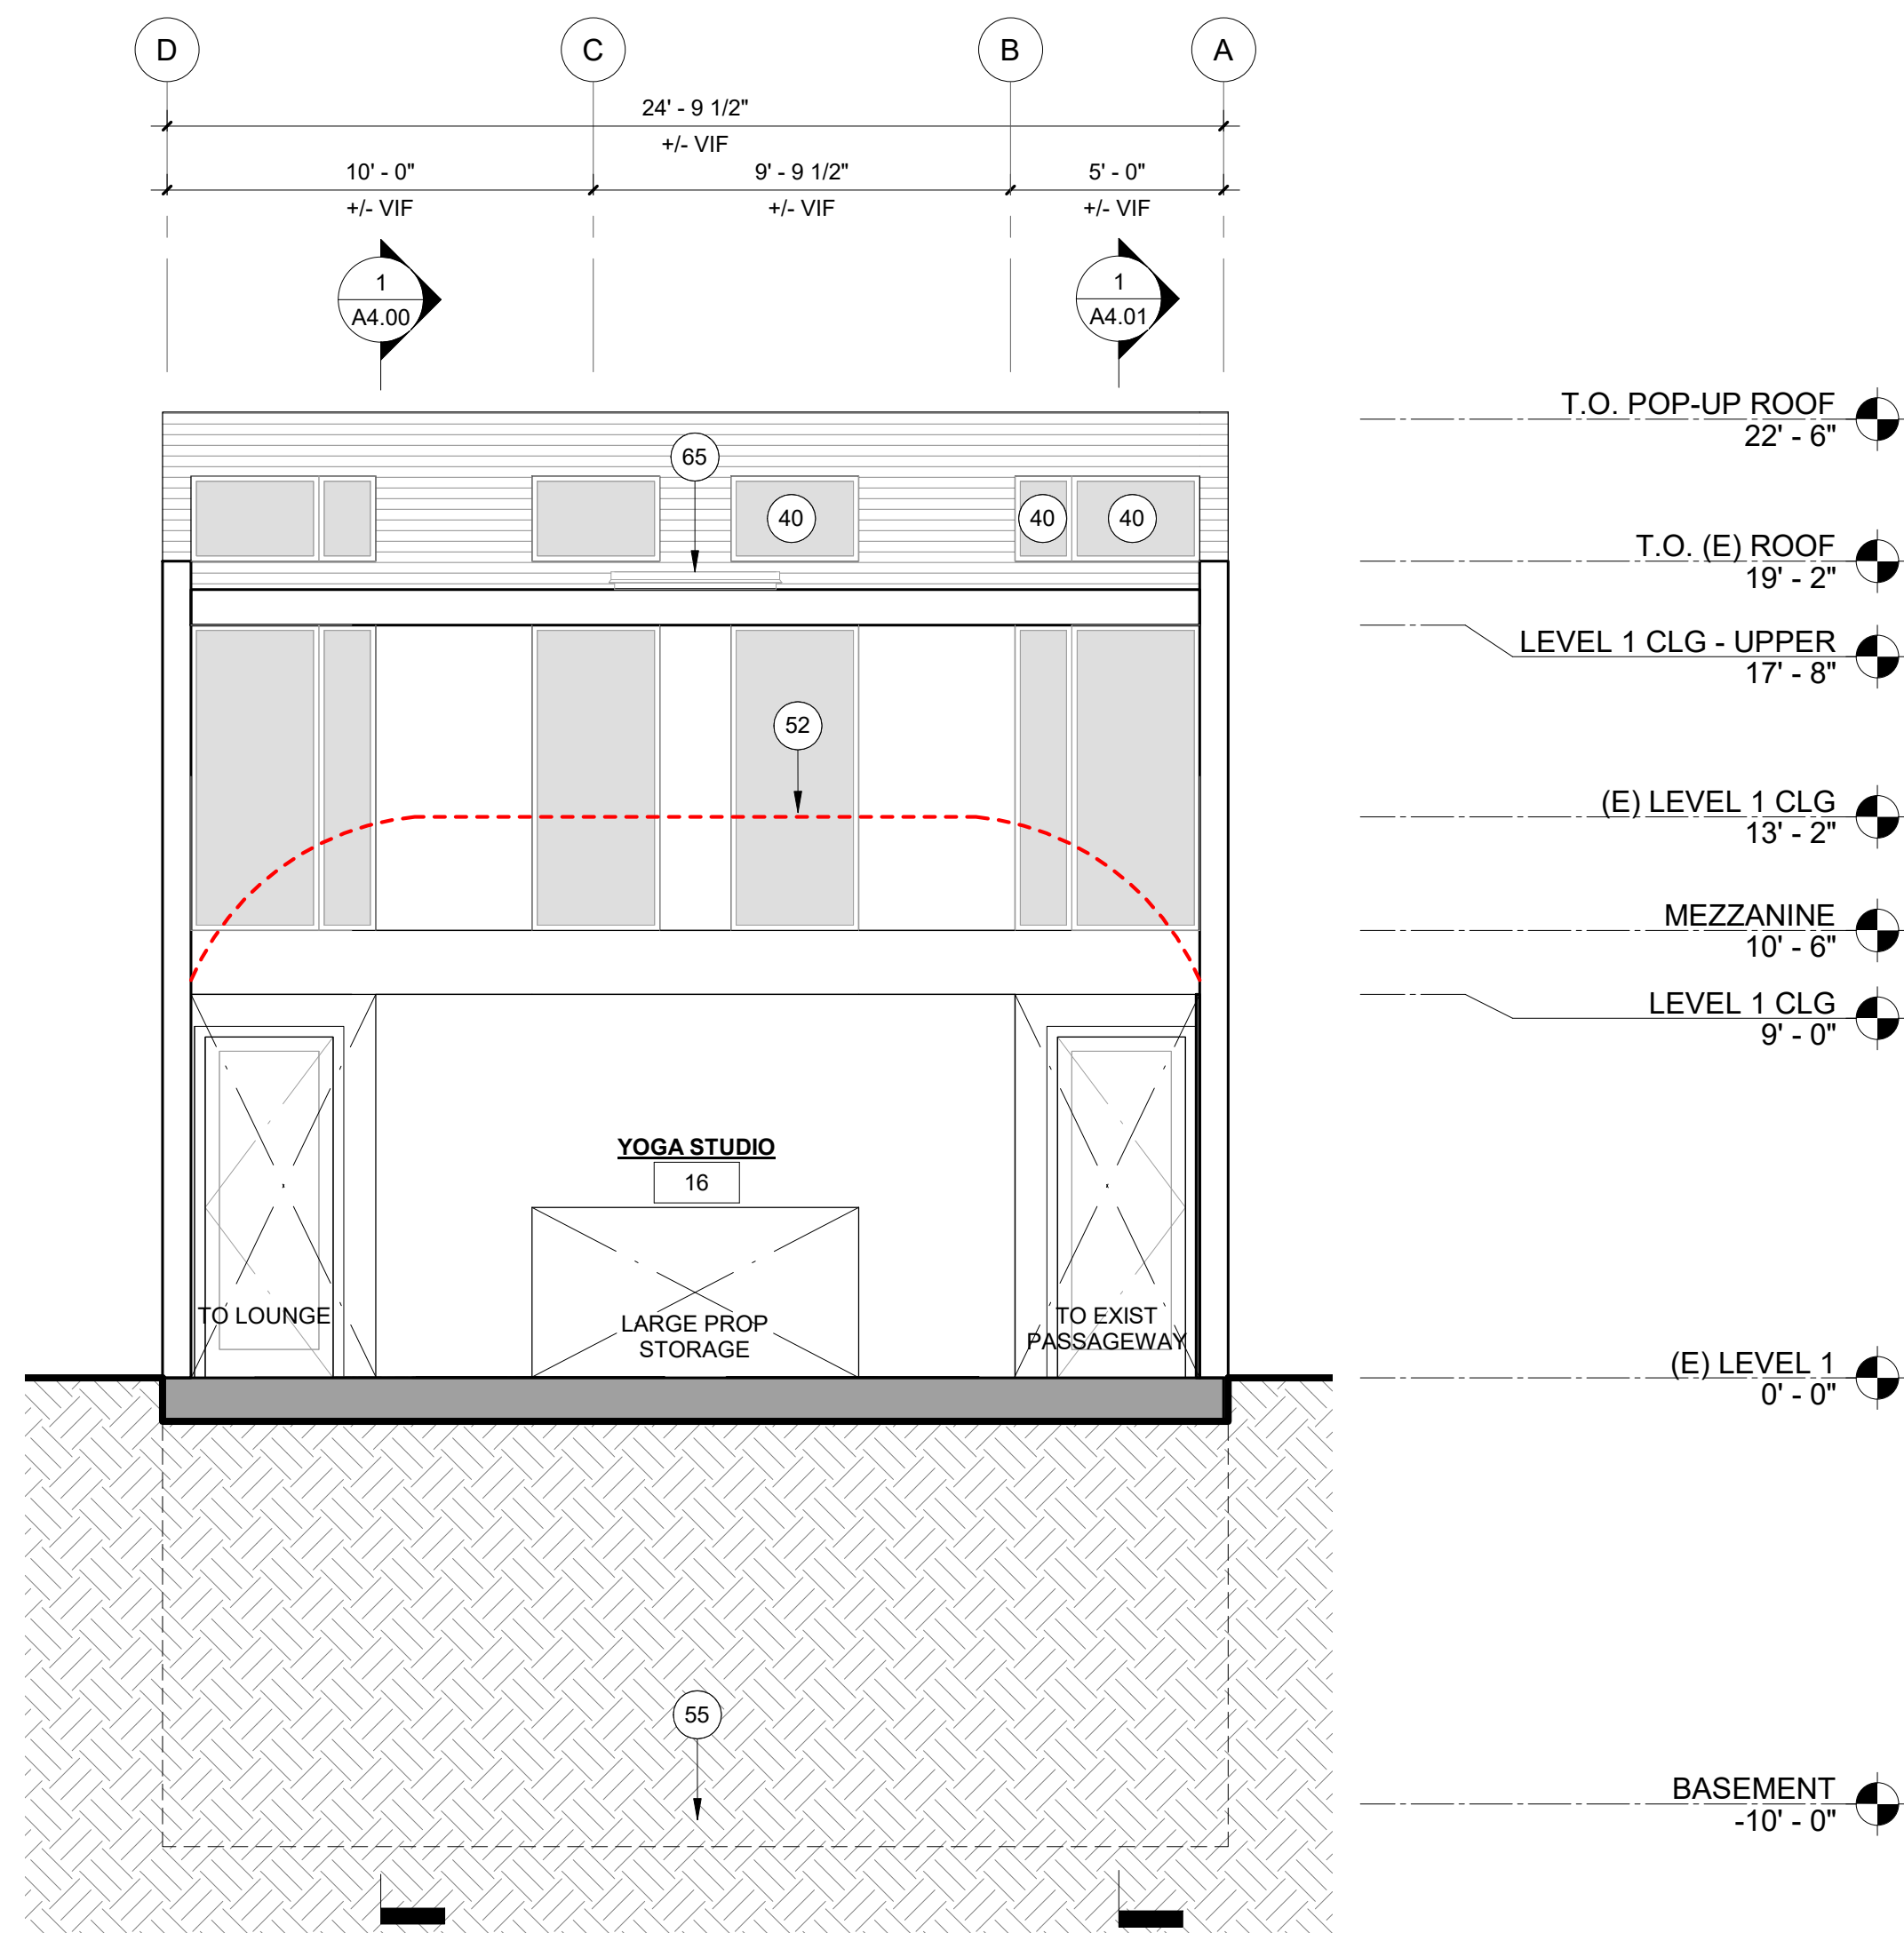 D
C
B
A
24' - 9 1/2"
+/- VIF
10' - 0"
9' - 9 1/2"
5' - 0"
+/- VIF
+/- VIF
+/- VIF
1
A4.00
1
A4.01
T.O. POP-UP ROOF
22' - 6"
65
40
40
40
T.O. (E) ROOF
19' - 2"
LEVEL 1 CLG - UPPER
17' - 8"
52
(E) LEVEL 1 CLG
13' - 2"
MEZZANINE
10' - 6"
LEVEL 1 CLG
9' - 0"
YOGA STUDIO
16
TO LOUNGE
LARGE PROP
STORAGE
TO EXIST
PASSAGEWAY
(E) LEVEL 1
0' - 0"
55
BASEMENT
-10' - 0"